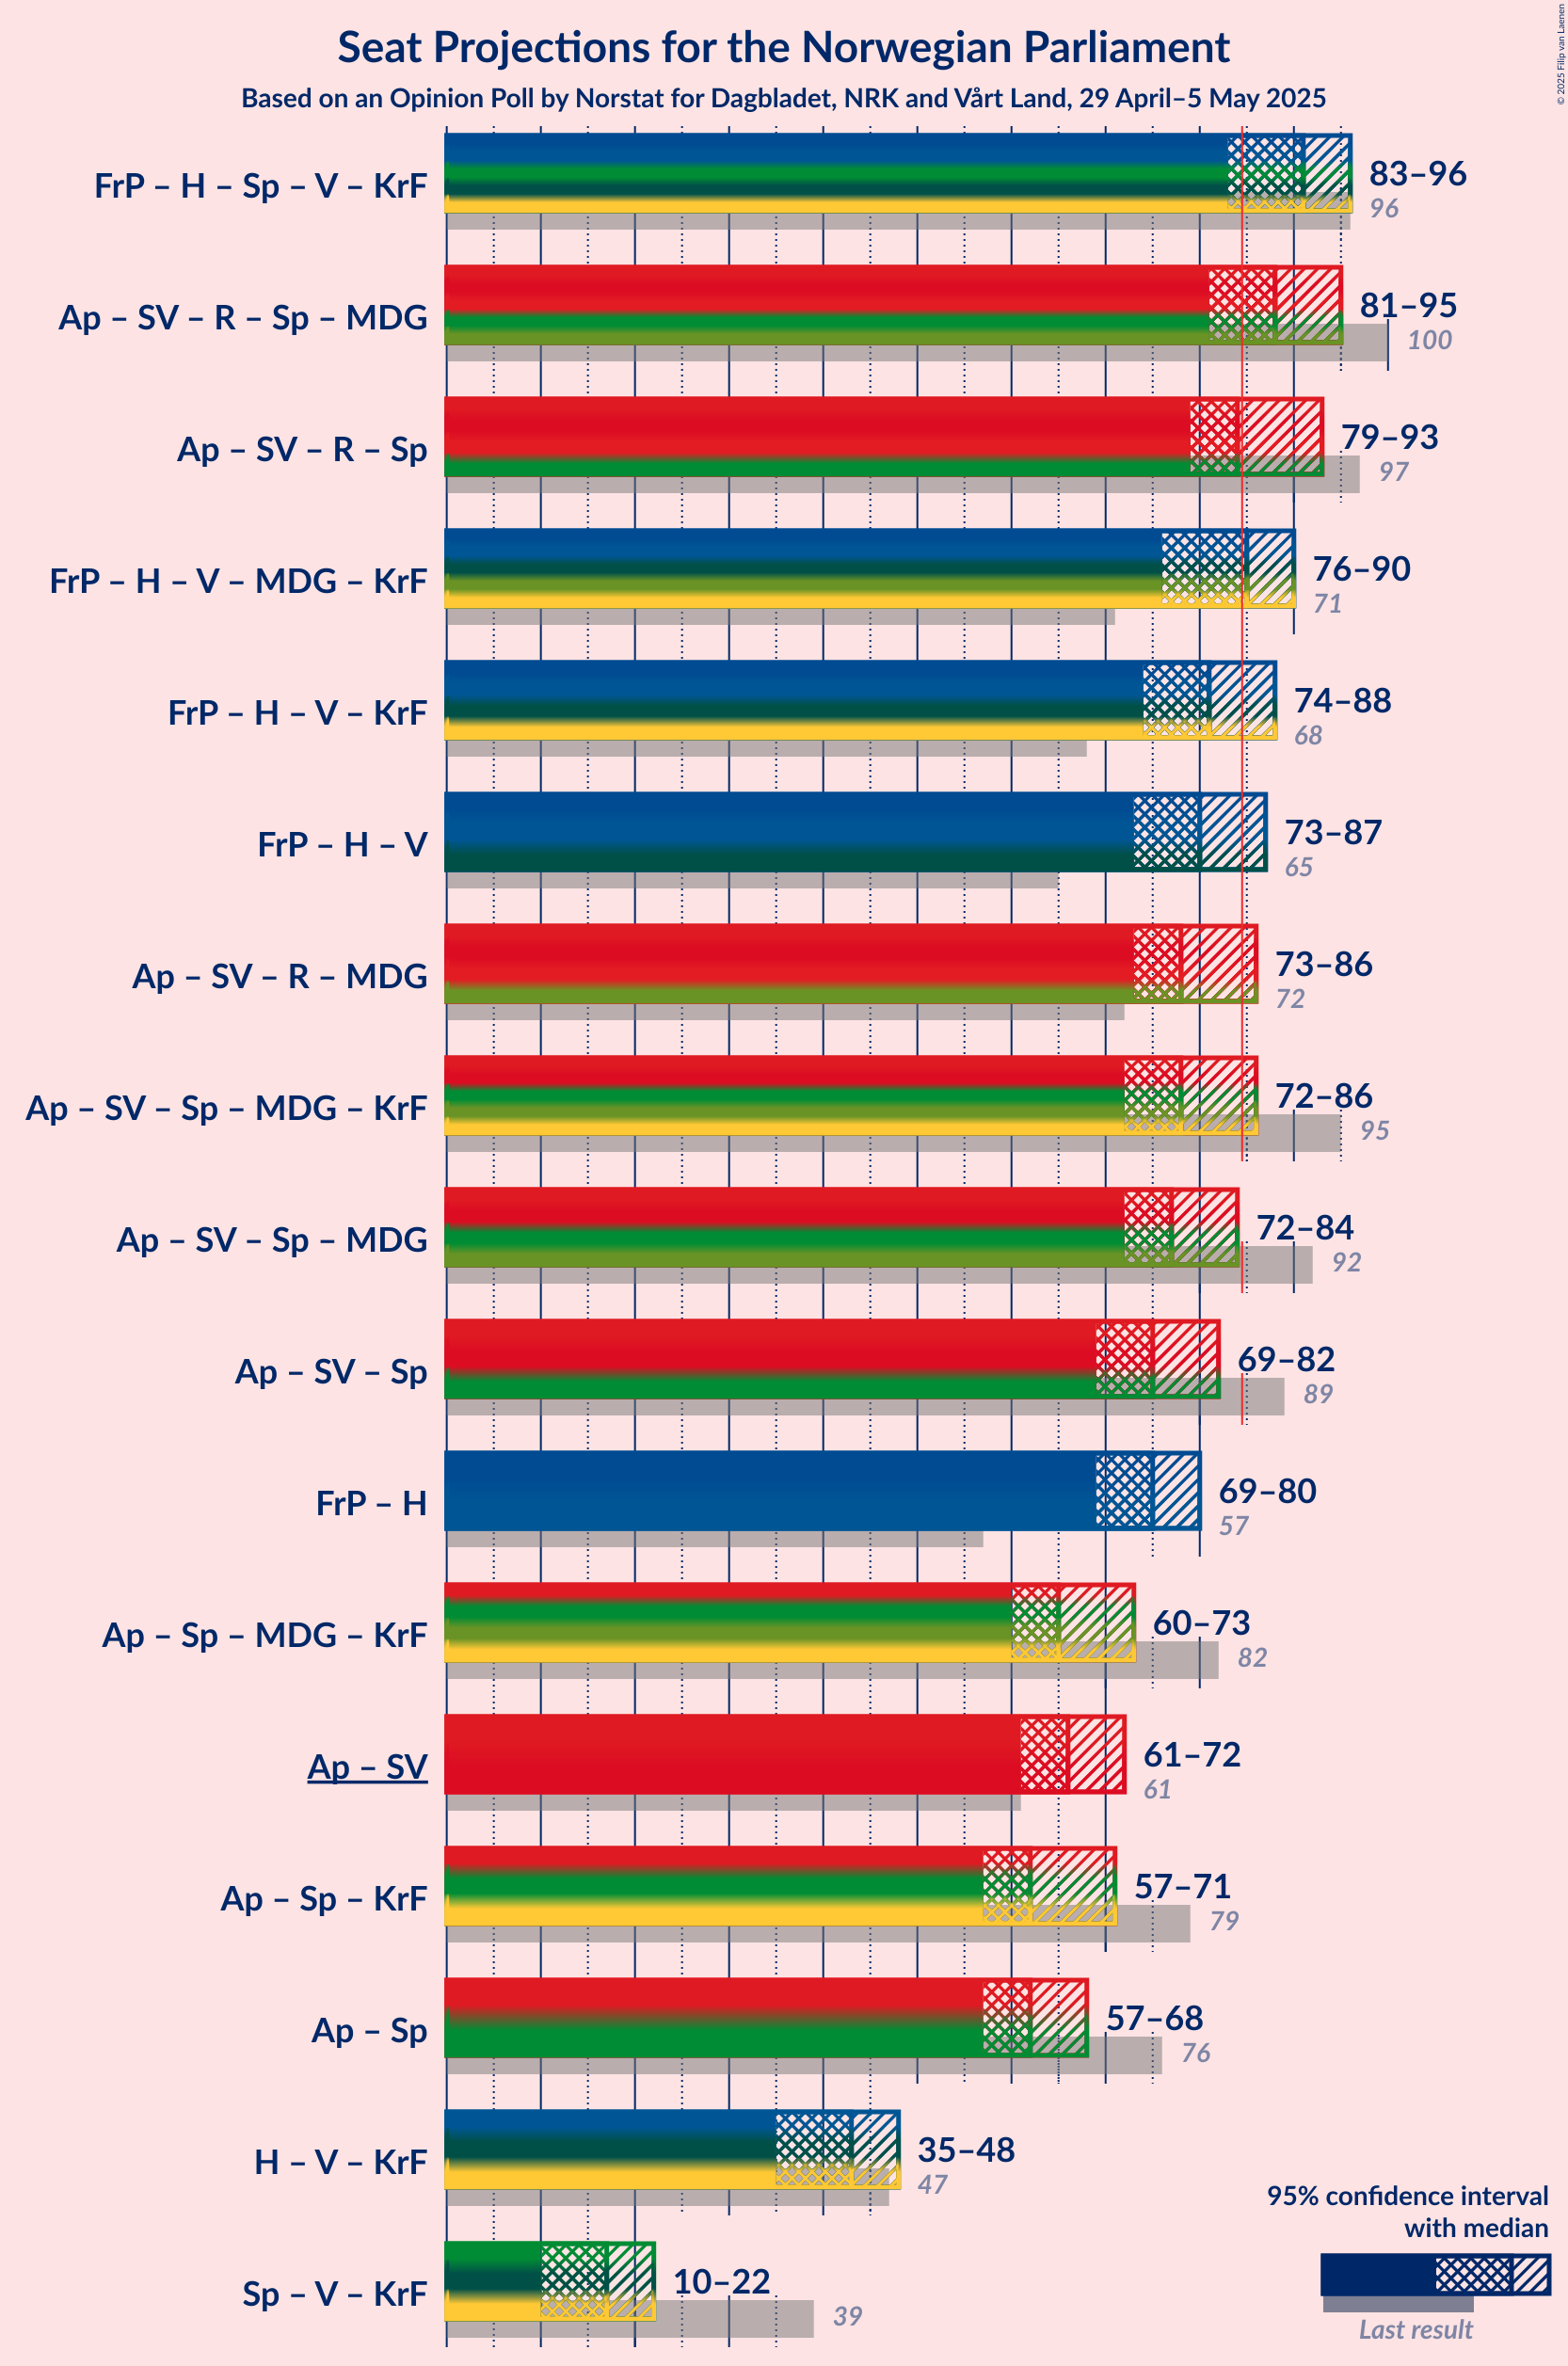 Seat Projections for the Norwegian Parliament
Based on an Opinion Poll by Norstat for Dagbladet, NRK and Vårt Land, 29 April–5 May 2025
© 2025 Filip van Laenen
FrP – H – Sp – V – KrF
83–96
96
Ap – SV – R – Sp – MDG
81–95
100
Ap – SV – R – Sp
79–93
97
FrP – H – V – MDG – KrF
76–90
71
FrP – H – V – KrF
74–88
68
FrP – H – V
73–87
65
Ap – SV – R – MDG
73–86
72
Ap – SV – Sp – MDG – KrF
72–86
95
Ap – SV – Sp – MDG
72–84
92
Ap – SV – Sp
69–82
89
FrP – H
69–80
57
Ap – Sp – MDG – KrF
60–73
82
Ap – SV
61–72
61
Ap – Sp – KrF
57–71
79
Ap – Sp
57–68
76
H – V – KrF
35–48
47
Sp – V – KrF
10–22
39
95% confidence interval
with median
Last result